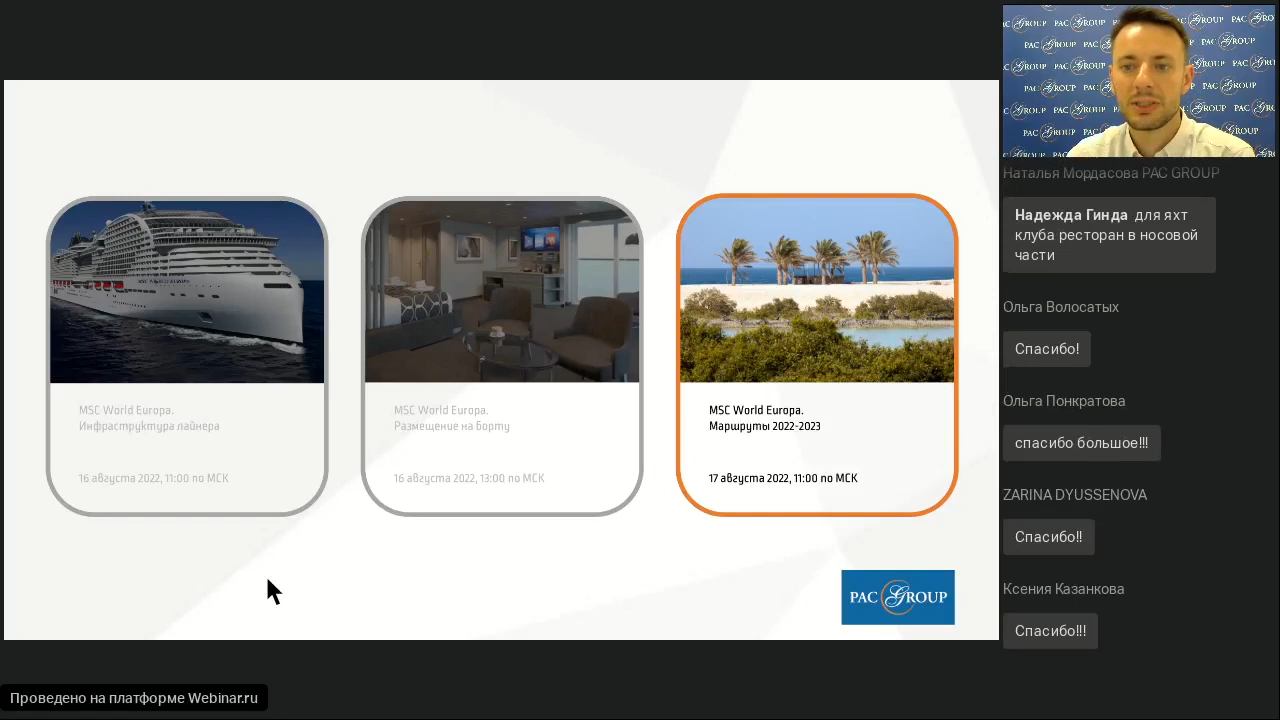 MSC World Europa.
Инфраструктура лайнера
16 августа 2022, 11:00 по МСК
MSC World Europa.
Размещение на борту
16 августа 2022, 13:00 по МСК
MSC World Europa.
Маршруты 2022-2023
17 августа 2022, 11:00 по МСК
PAC GROUP
Проведено на платформе Webinar.ru
PAC GROUP
Наталья Мордасова PAC GROUP
Надежда Гинда для яхт
клуба ресторан в носовой
части
Ольга Волосатых
Спасибо!
Ольга Понкратова
спасибо большое!!!
ZARINA DYUSSENOVA
Спасибо!!
Ксения Казанкова
Спасибо!!!